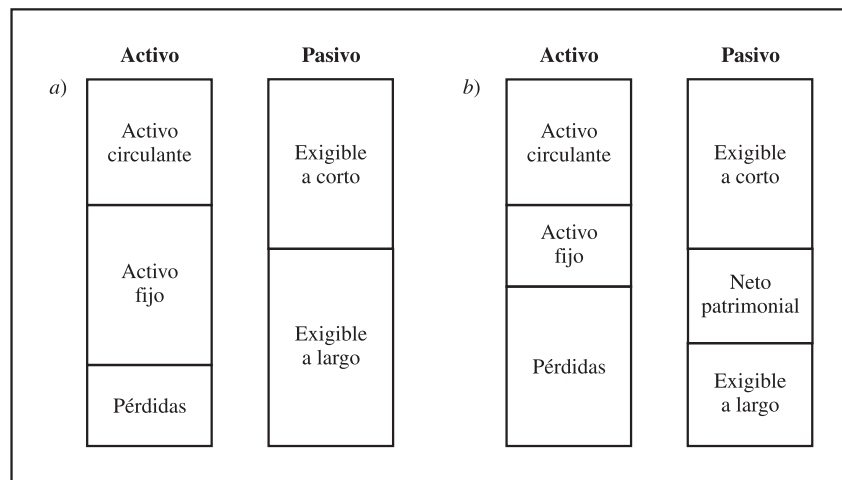 a)
Activo
Activo
circulante
Activo
fijo
Pérdidas
Pasivo
Exigible
a corto
Exigible
a largo
b)
Activo
Activo
circulante
Activo
fijo
Pérdidas
Pasivo
Exigible
a corto
Neto
patrimonial
Exigible
a largo